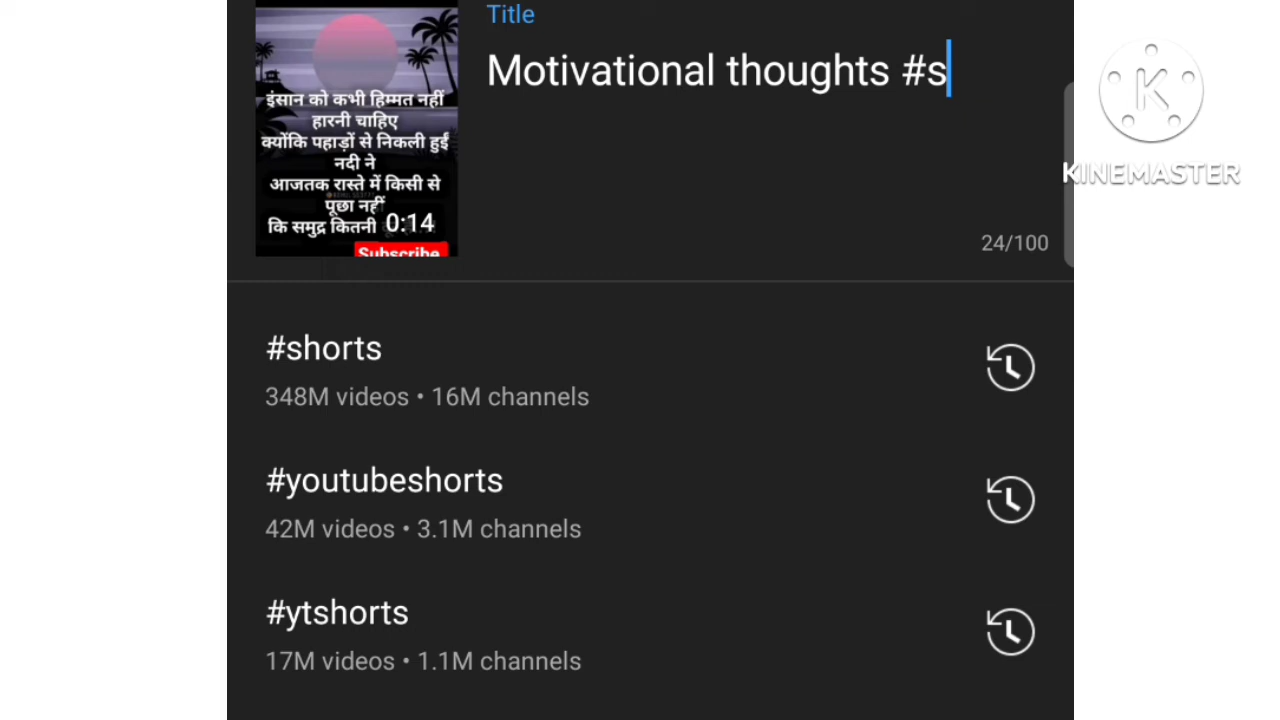 Title
Motivational thoughts #s
इंसान को कभी हिम्मत नहीं
हारनी चाहिए
क्योंकि पहाड़ों से निकली हुई
नदी ने
आजतक रास्ते में किसी से
पूछा नहीं
कि समुद्र कितनी
0:14
Subscribe
24/100
K
KINEMASTER
#shorts
348M videos • 16M channels
#youtubeshorts
42M videos • 3.1M channels
#ytshorts
17M videos • 1.1M channels